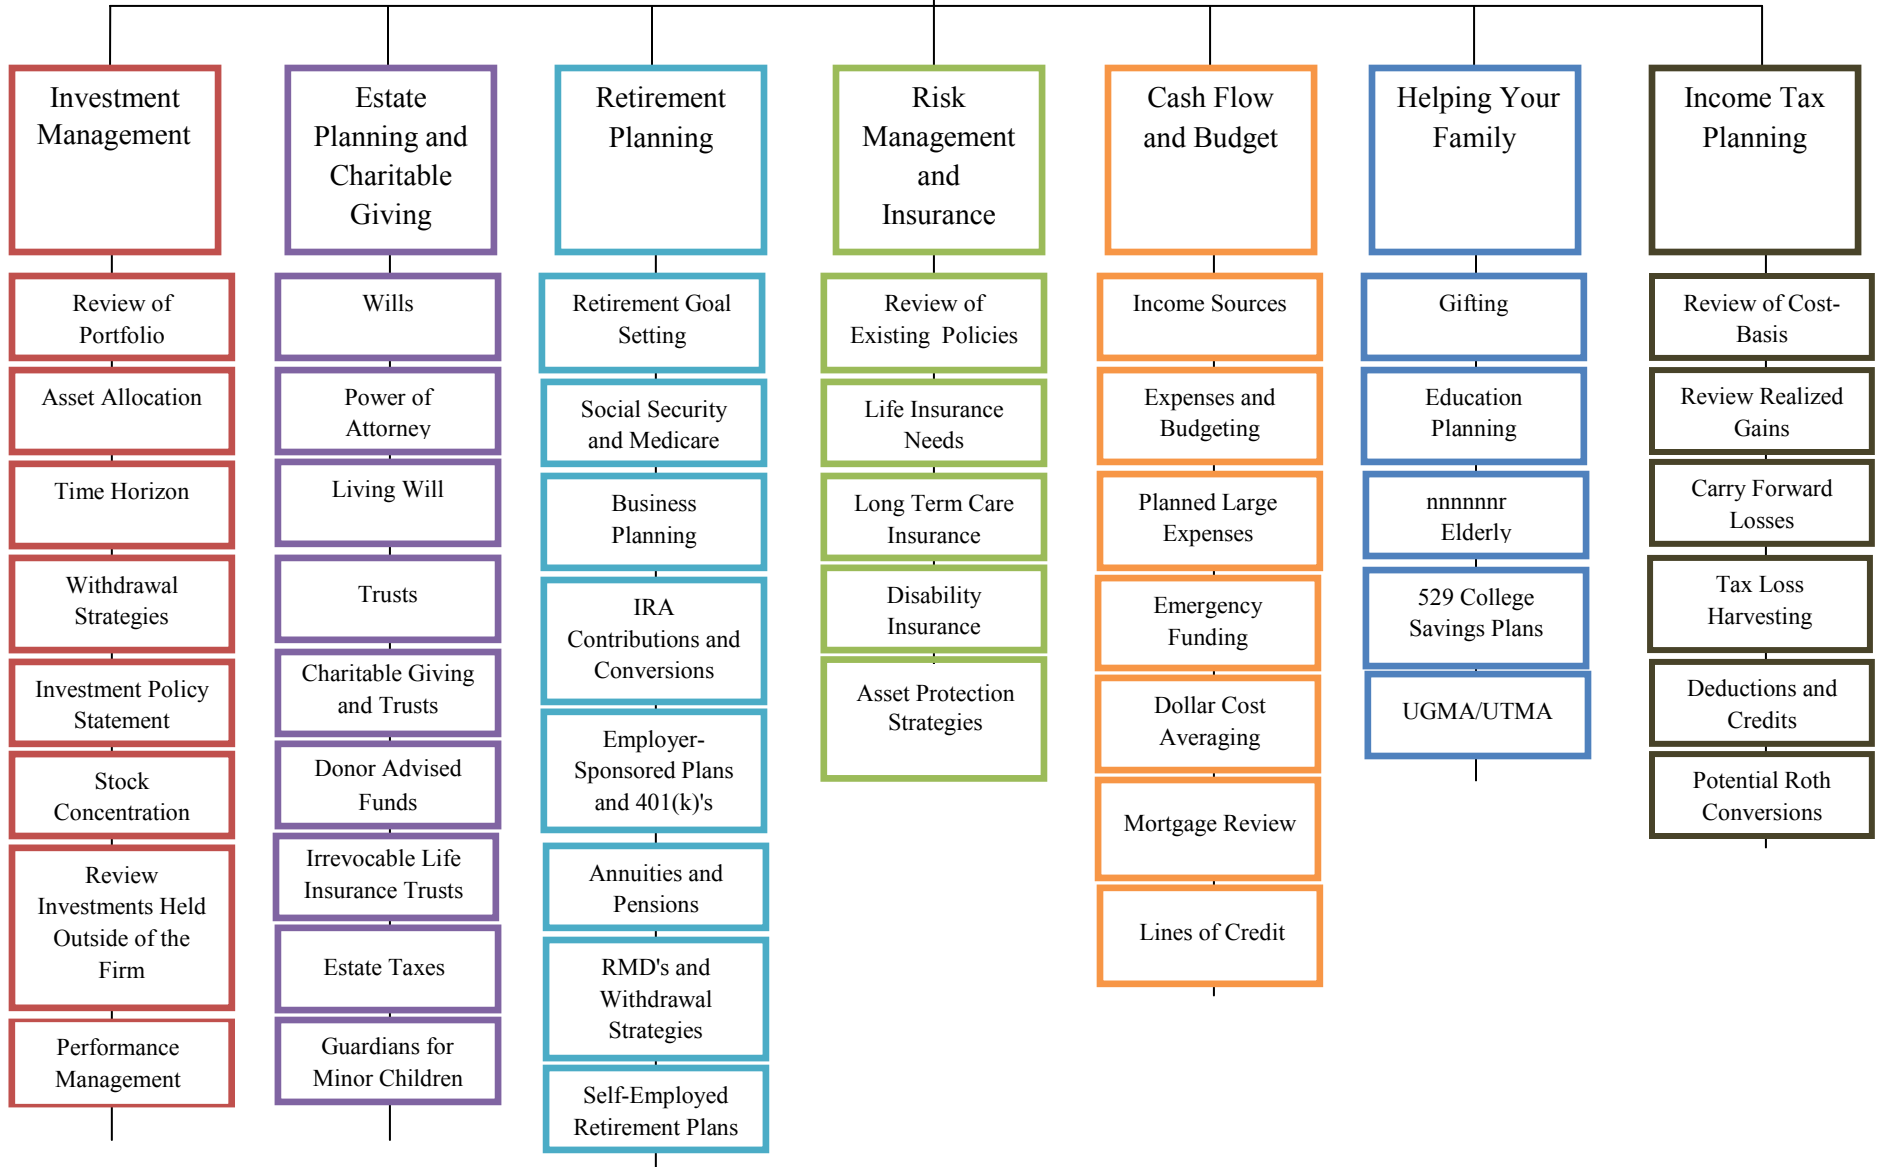 Investment
Management
Review of
Portfolio
Asset Allocation
Time Horizon
Withdrawal
Strategies
Investment Policy
Statement
Stock
Concentration
Review
Investments Held
Outside of the
Firm
Performance
Management
Estate
Planning and
Charitable
Giving
Wills
Power of
Attorney
Living Will
Trusts
Charitable Giving
and Trusts
Donor Advised
Funds
Irrevocable Life
Insurance Trusts
Estate Taxes
Guardians for
Minor Children
Retirement
Planning
Retirement Goal
Setting
Social Security
and Medicare
Business
Planning
IRA
Contributions and
Conversions
Employer-
Sponsored Plans
and 401(k)'s
Annuities and
Pensions
RMD's and
Withdrawal
Strategies
Self-Employed
Retirement Plans
Risk
Management
and
Insurance
Review of
Existing  Policies
Life Insurance
Needs
Long Term Care
Insurance
Disability
Insurance
Asset Protection
Strategies
Cash Flow
and Budget
Income Sources
Expenses and
Budgeting
Planned Large
Expenses
Emergency
Funding
Dollar Cost
Averaging
Mortgage Review
Lines of Credit
Helping Your
Family
Gifting
Education
Planning
nnnnnnr
Elderly
529 College
Savings Plans
UGMA/UTMA
Income Tax
Planning
Review of Cost-
Basis
Review Realized
Gains
Carry Forward
Losses
Tax Loss
Harvesting
Deductions and
Credits
Potential Roth
Conversions